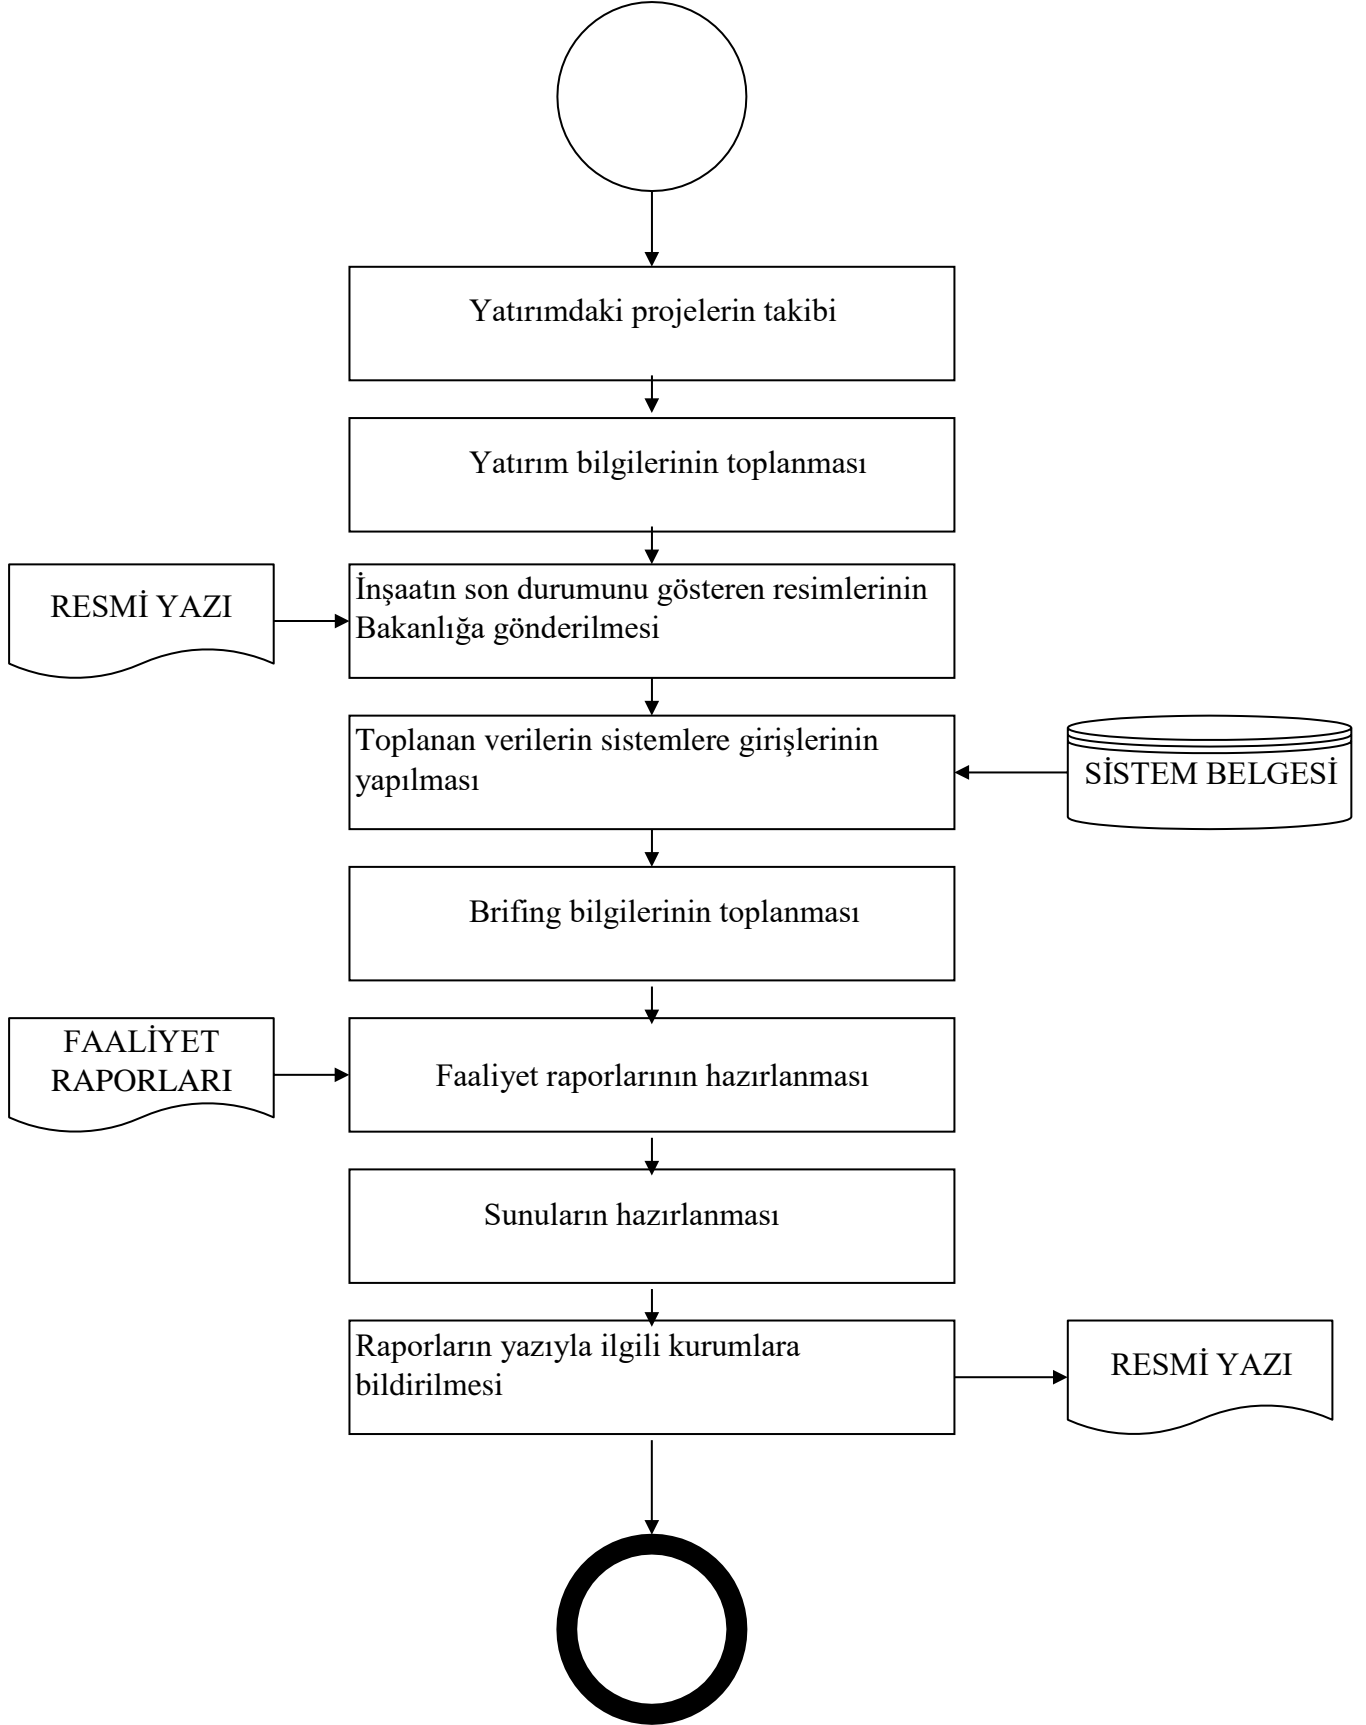 Yatırımdaki projelerin takibi
Yatırım bilgilerinin toplanması
RESMİ YAZI
İnşaatın son durumunu gösteren resimlerinin
Bakanlığa gönderilmesi
Toplanan verilerin sistemlere girişlerinin
yapılması
SİSTEM BELGESİ
Brifing bilgilerinin toplanması
FAALİYET
RAPORLARI
Faaliyet raporlarının hazırlanması
Sunuların hazırlanması
Raporların yazıyla ilgili kurumlara
bildirilmesi
RESMİ YAZI